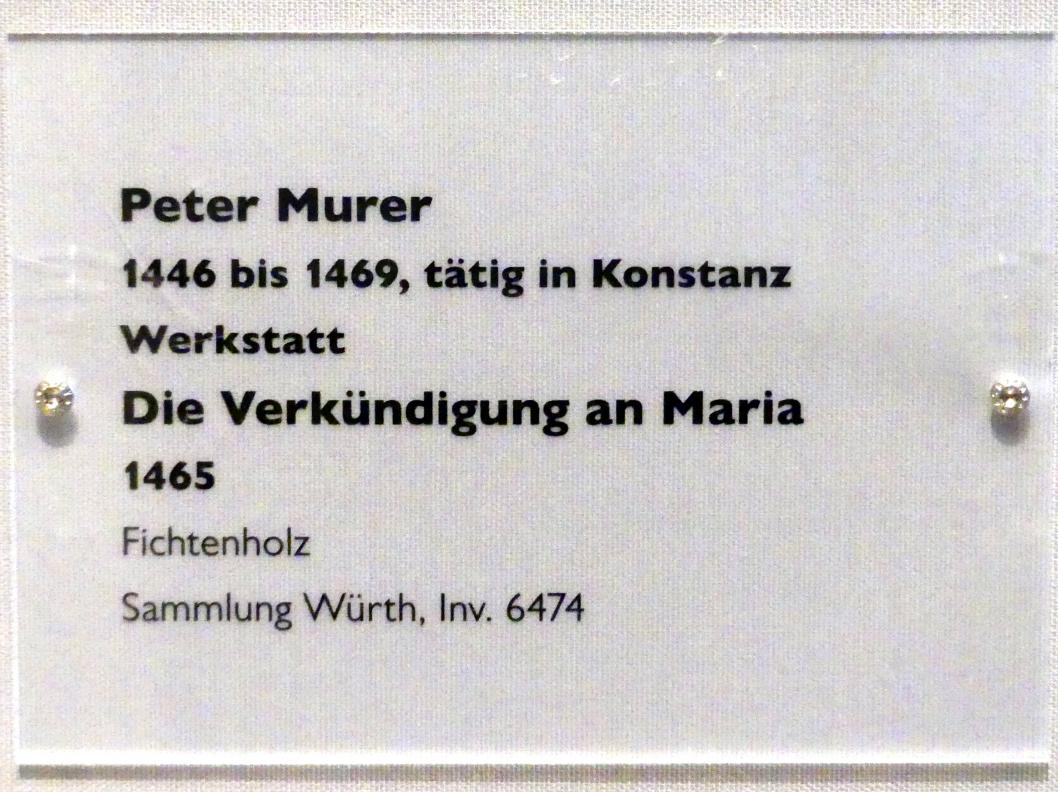 Peter Murer
1446 bis 1469, tätig in Konstanz
Werkstatt
Die Verkündigung an Maria
1465
Fichtenholz
Sammlung Würth, Inv. 6474